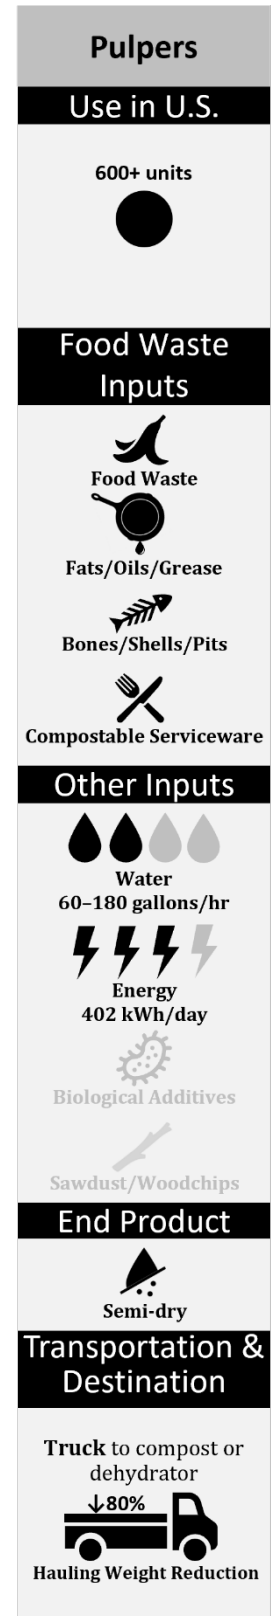 Pulpers
Use in U.S.
600+ units
Food Waste
Inputs
Food Waste
Fats/Oils/Grease
Bones/Shells/Pits
Compostable Serviceware
Other Inputs
Water
60–180 gallons/hr
Energy
402 kWh/day
Biological Additives
Sawdust/Woodchips
End Product
Semi-dry
Transportation &
Destination
Truck to compost or
dehydrator
↓80%
Hauling Weight Reduction